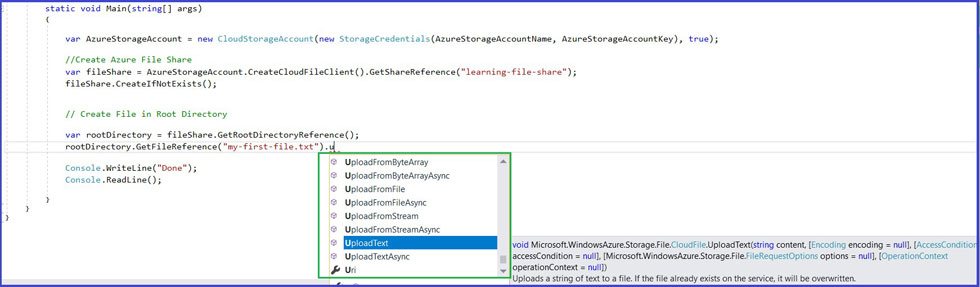 static void Main(string[] args)
{
var AzureStorageAccount = new CloudStorageAccount(new StorageCredentials(AzureStorageAccountName, AzureStorageAccountKey), true);
//Create Azure File Share
var fileShare = AzureStorageAccount.CreateCloudFileClient().GetShareReference("learning-file-share");
fileShare.CreateIfNotExists();
// Create File in Root Directory
var rootDirectory = fileShare.GetRootDirectoryReference();
rootDirectory.GetFileReference("my-first-file.txt").u
Console.WriteLine("Done");
Console.ReadLine();
}
}
}
UploadFromByteArray
UploadFromByteArrayAsync
UploadFromFile
UploadFromFileAsync
UploadFromStream
UploadFromStreamAsync
UploadText
UploadTextAsync
Uri
void Microsoft.WindowsAzure.Storage.File.CloudFile.UploadText(string content, [Encoding encoding = null], [AccessCondition
accessCondition = null], [Microsoft.WindowsAzure.Storage.File.FileRequestOptions options = null], [OperationContext
operationContext = null])
Uploads a string of text to a file. If the file already exists on the service, it will be overwritten.